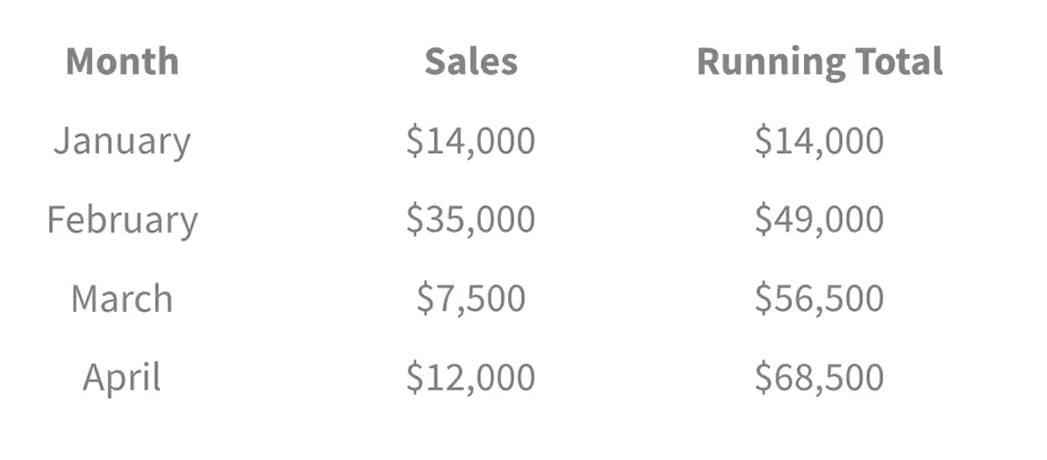 Month Sales Running Total
January $14,000 $14,000
February $35,000 $49,000
March $7,500 $56,500
April $12,000 $68,500